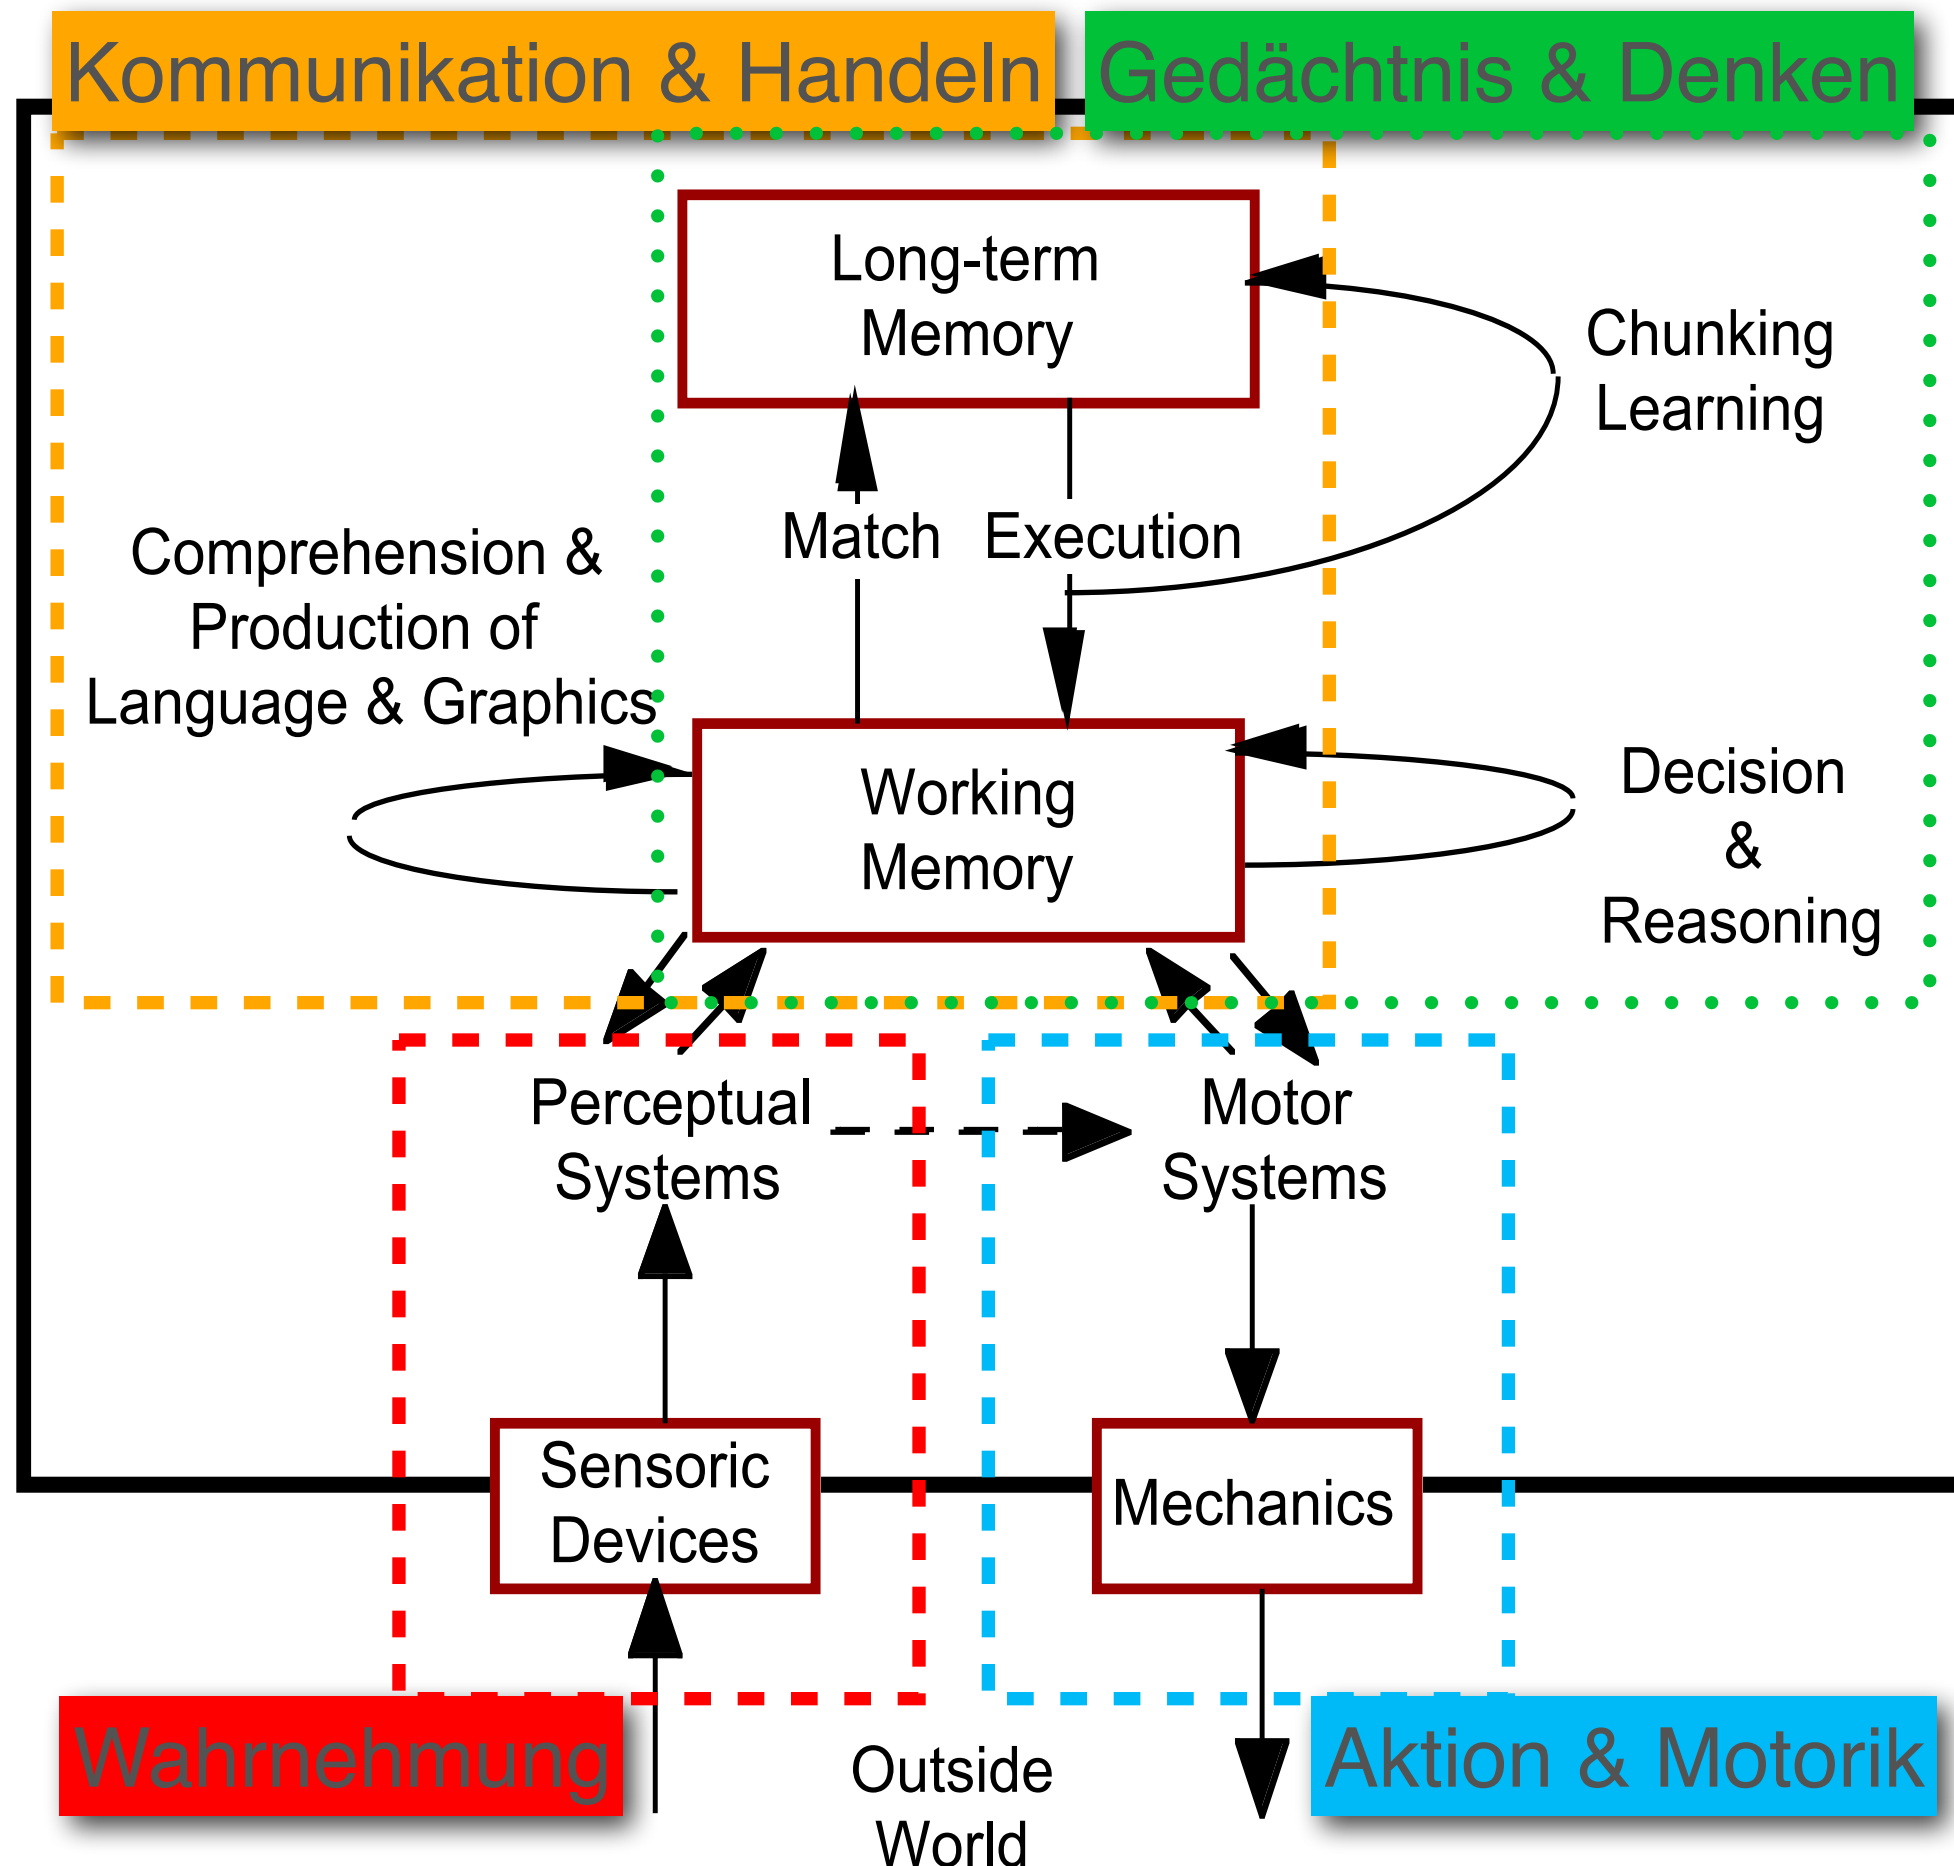 Kommunikation & Handeln
Gedächtnis & Denken
Long-term
Memory
Chunking
Learning
Match
Execution
Comprehension &
Production of
Language & Graphics
Working
Memory
Decision
&
Reasoning
Perceptual
Systems
Motor
Systems
Sensoric
Devices
Mechanics
Wahrnehmung
Outside
World
Aktion & Motorik